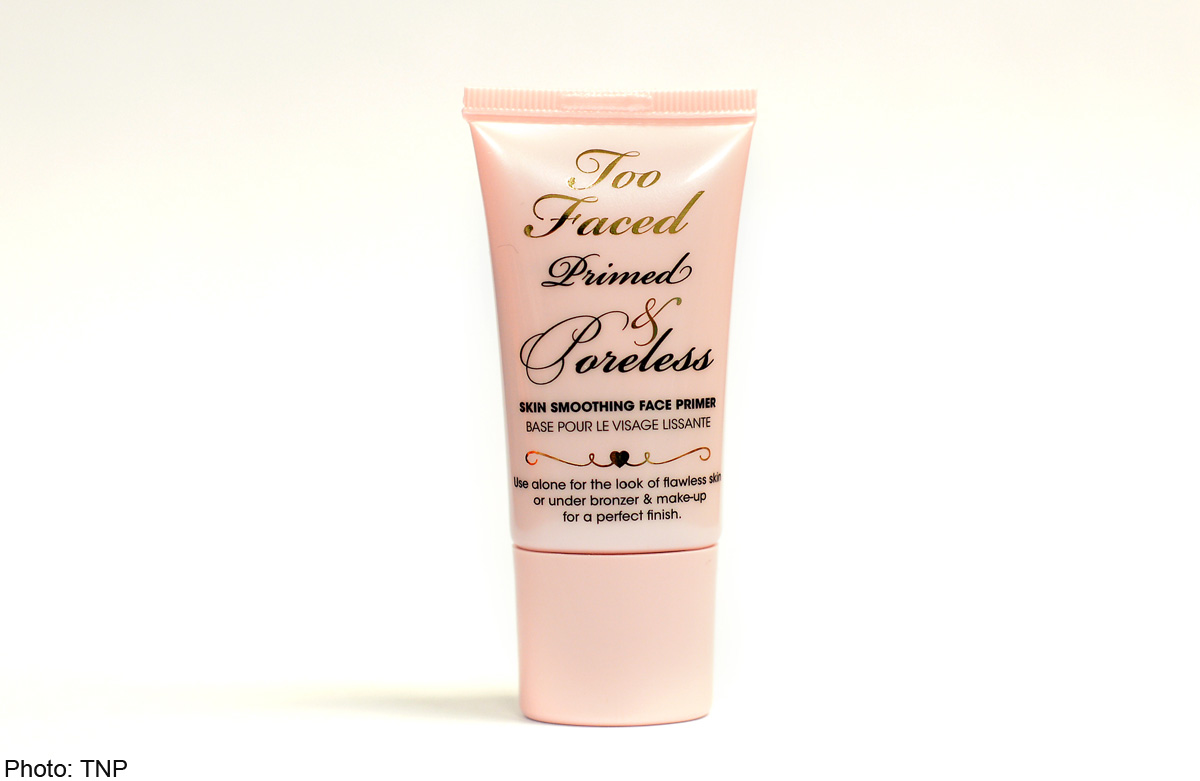 Too
Faced
Primed
&
Poreless
SKIN SMOOTHING FACE PRIMER
BASE POUR LE VISAGE LISSANTE
Use alone for the look of flawless skin
or under bronzer & make-up
for a perfect finish.
Photo: TNP